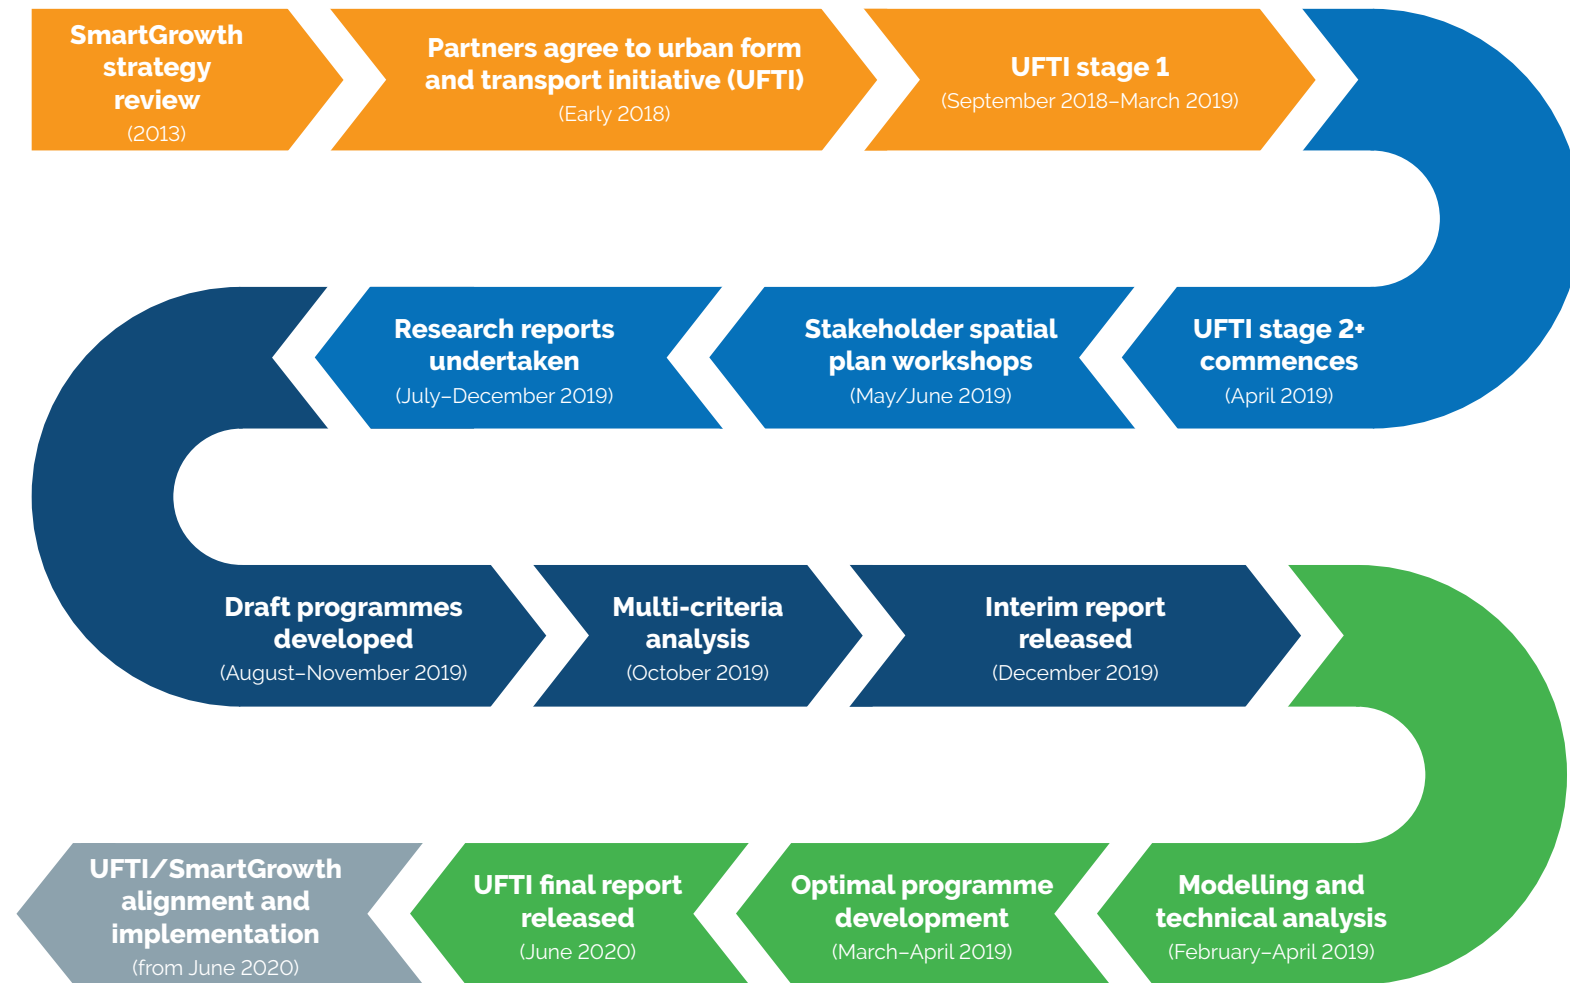 SmartGrowth
strategy
review
(2013)
Partners agree to urban form
and transport initiative (UFTI)
(Early 2018)
UFTI stage 1
(September 2018–March 2019)
UFTI stage 2+
commences
(April 2019)
Stakeholder spatial
plan workshops
(May/June 2019)
Research reports
undertaken
(July–December 2019)
Draft programmes
developed
(August–November 2019)
Multi-criteria
analysis
(October 2019)
Interim report
released
(December 2019)
Modelling and
technical analysis
(February–April 2019)
Optimal programme
development
(March–April 2019)
UFTI final report
released
(June 2020)
UFTI/SmartGrowth
alignment and
implementation
(from June 2020)